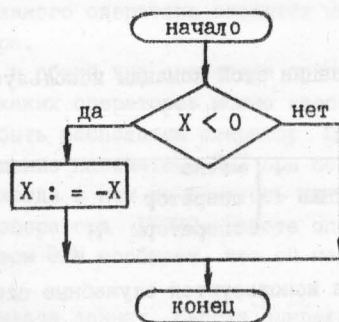 начало
X < 0
да
нет
X := -X
конец